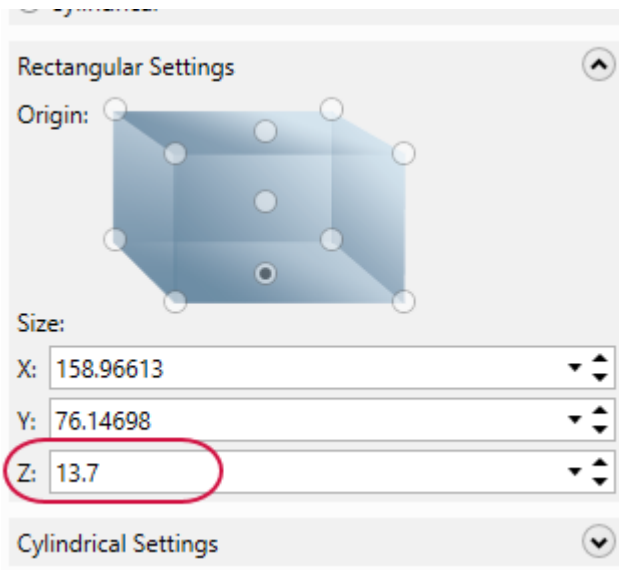 Rectangular Settings
Origin:
Size:
X: 158.96613
Y: 76.14698
Z: 13.7
Cylindrical Settings